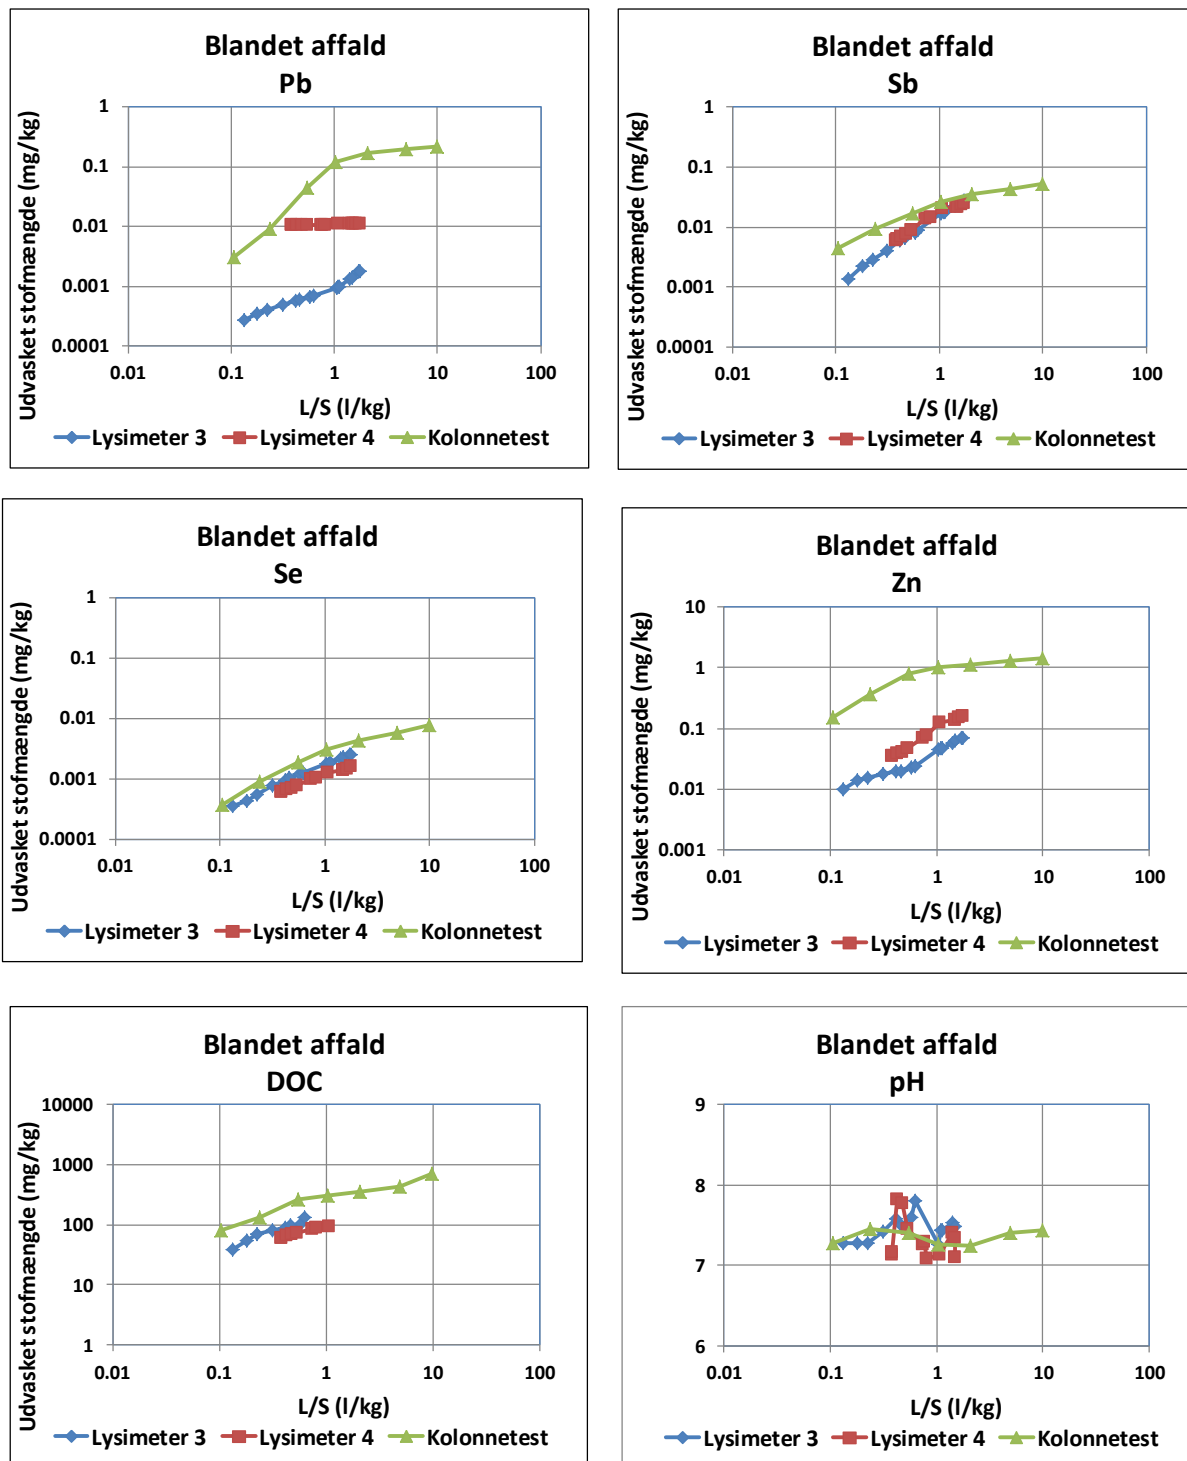 Blandet affald
Pb
Udvasket stofmængde (mg/kg)
1
0.1
0.01
0.001
0.0001
0.01 0.1 1 10 100
L/S (l/kg)
Lysimeter 3 Lysimeter 4 Kolonnetest
Blandet affald
Sb
Udvasket stofmængde (mg/kg)
1
0.1
0.01
0.001
0.0001
0.01 0.1 1 10 100
L/S (l/kg)
Lysimeter 3 Lysimeter 4 Kolonnetest
Blandet affald
Se
Udvasket stofmængde (mg/kg)
1
0.1
0.01
0.001
0.0001
0.01 0.1 1 10 100
L/S (l/kg)
Lysimeter 3 Lysimeter 4 Kolonnetest
Blandet affald
Zn
Udvasket stofmængde (mg/kg)
10
1
0.1
0.01
0.001
0.01 0.1 1 10 100
L/S (l/kg)
Lysimeter 3 Lysimeter 4 Kolonnetest
Blandet affald
DOC
Udvasket stofmængde (mg/kg)
10000
1000
100
10
1
0.01 0.1 1 10 100
L/S (l/kg)
Lysimeter 3 Lysimeter 4 Kolonnetest
Blandet affald
pH
9
8
7
6
0.01 0.1 1 10 100
L/S (l/kg)
Lysimeter 3 Lysimeter 4 Kolonnetest